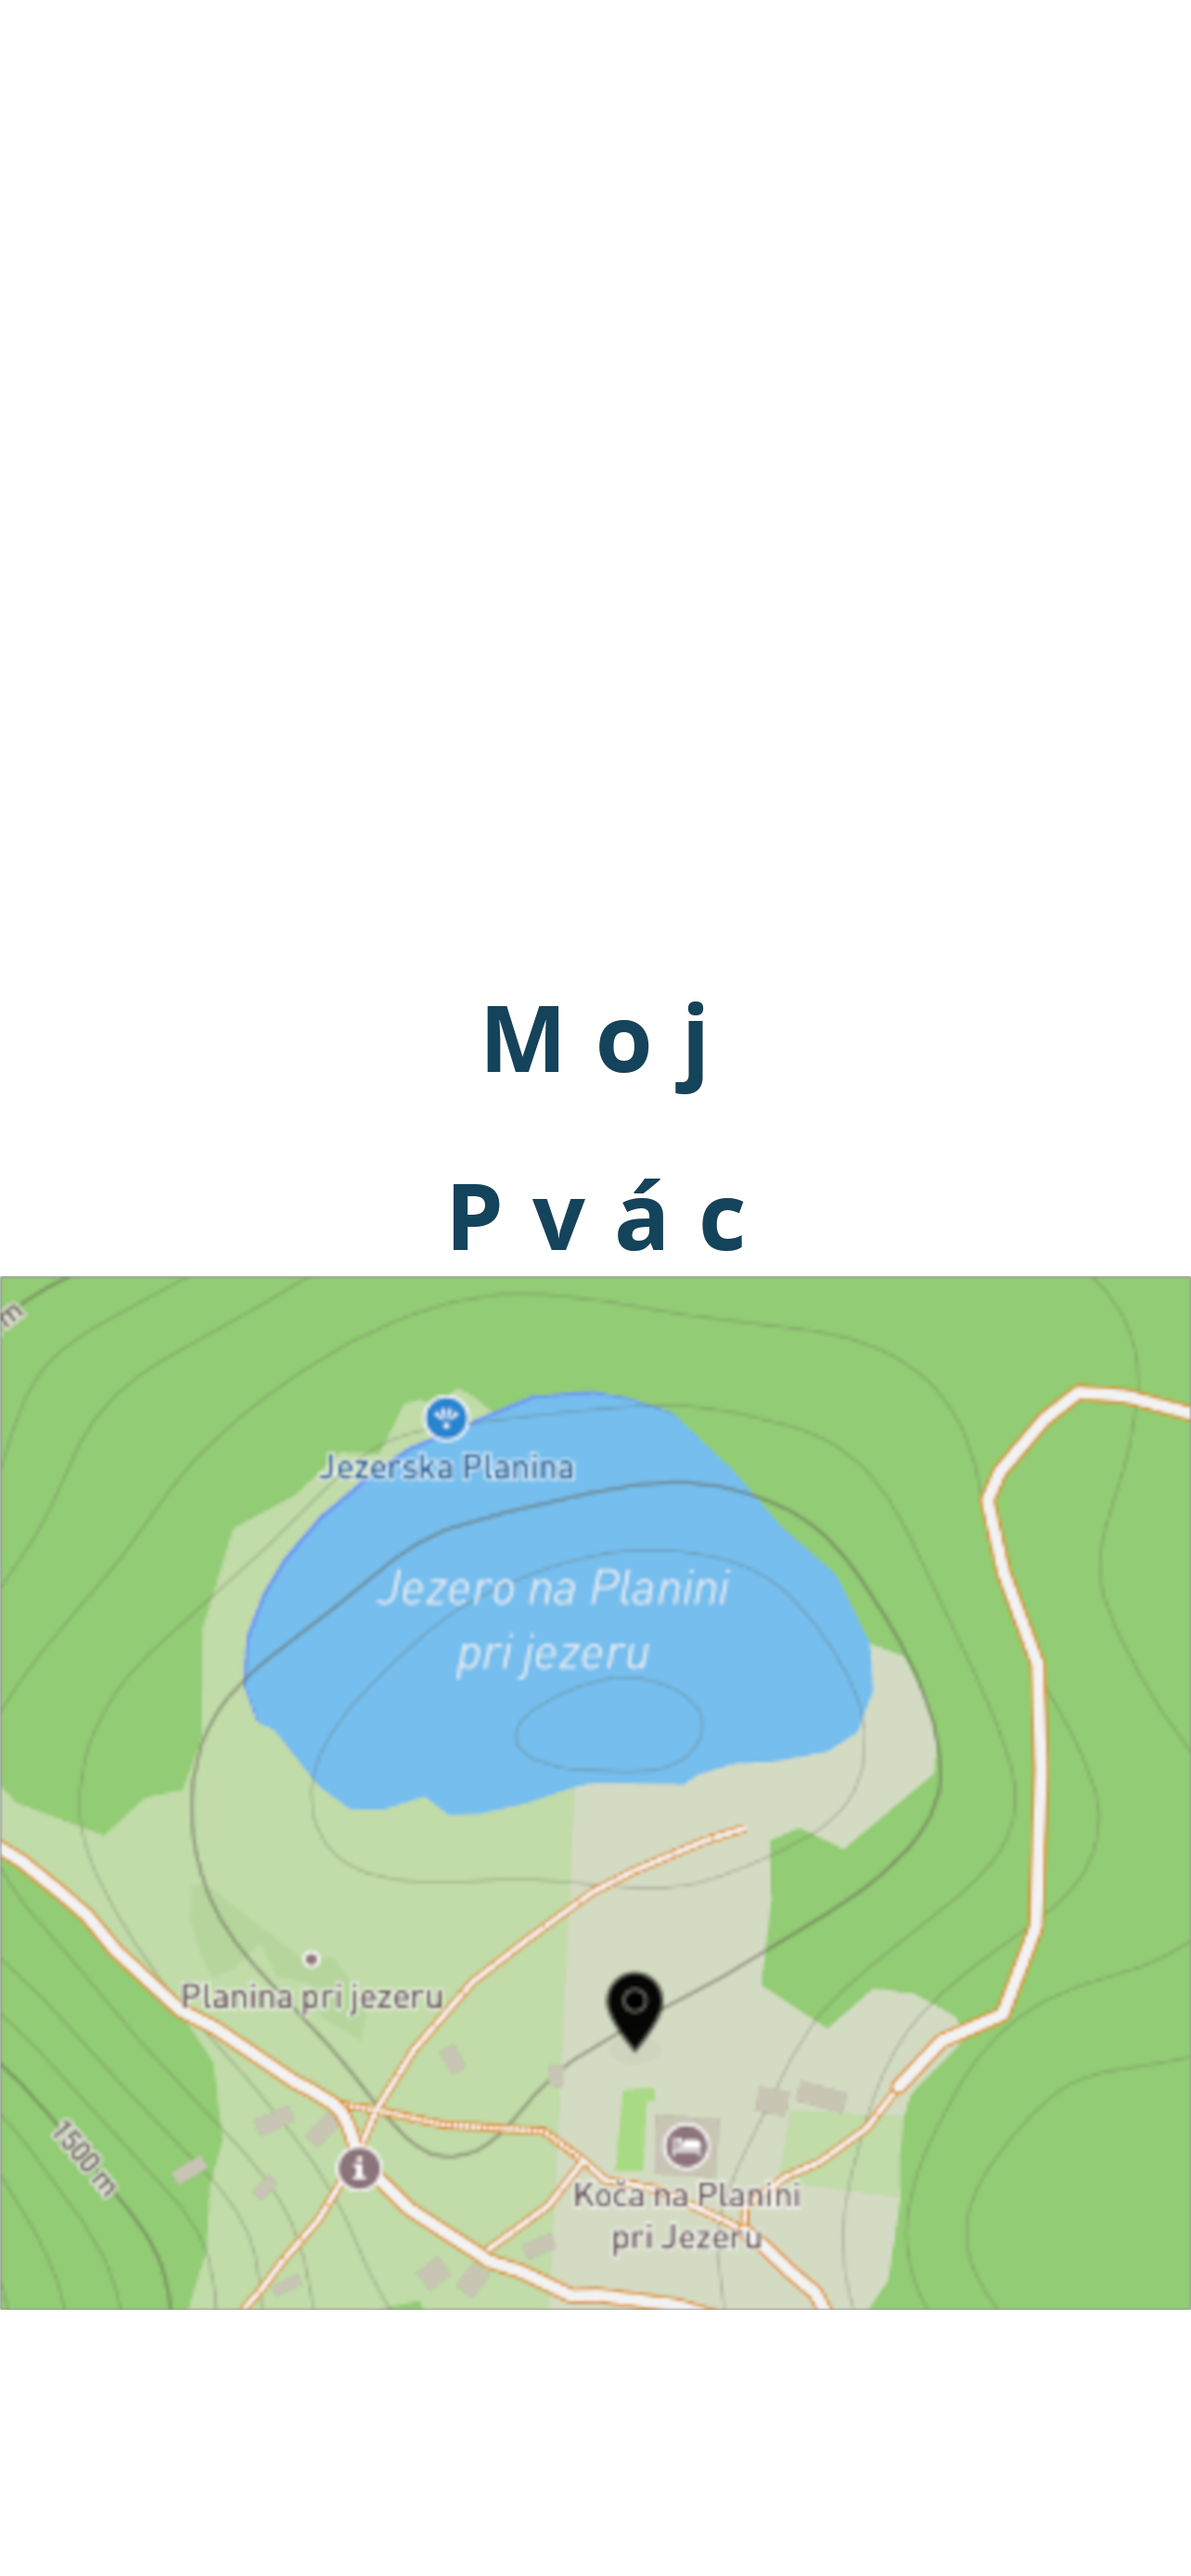 M o j
P v á c
m
Jezerska Planina
Jezero na Planini
pri jezeru
Planina pri jezeru
1500 m
Koča na Planini
pri Jezeru